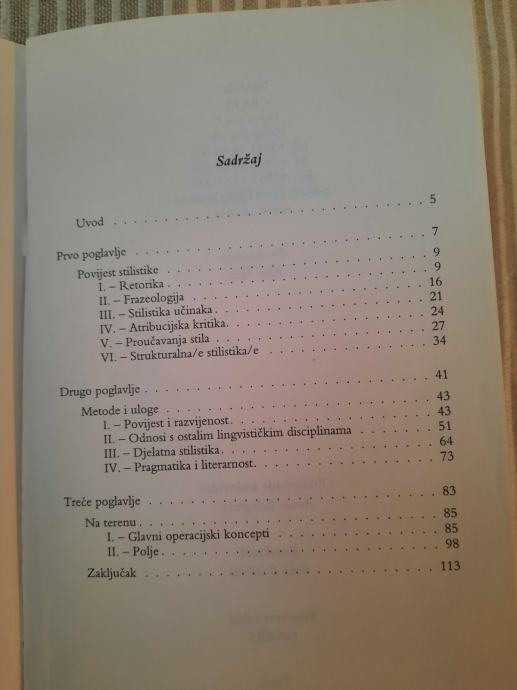 Sadržaj
Uvod . . . . . . . . . . . . . . . . . . . . . . . . . . 5
Prvo poglavlje . . . . . . . . . . . . . . . . . . . . . . . 7
Povijest stilistike . . . . . . . . . . . . . . . . . . . . . 9
I. – Retorika . . . . . . . . . . . . . . . . . . . . . . 9
II. – Frazeologija . . . . . . . . . . . . . . . . . . . . 16
III. – Stilistika učinaka . . . . . . . . . . . . . . . . . 21
IV. – Atribucijska kritika. . . . . . . . . . . . . . . . . 24
V. – Proučavanja stila . . . . . . . . . . . . . . . . . . 27
VI. – Strukturalna/e stilistika/e . . . . . . . . . . . . . 34
Drugo poglavlje . . . . . . . . . . . . . . . . . . . . . . 41
Metode i uloge . . . . . . . . . . . . . . . . . . . . . . 43
I. – Povijest i razvijenost. . . . . . . . . . . . . . . . 43
II. – Odnosi s ostalim lingvističkim disciplinama . . . . . 51
III. – Djelatna stilistika . . . . . . . . . . . . . . . . . 64
IV. – Pragmatika i literarnost. . . . . . . . . . . . . . . 73
Treće poglavlje . . . . . . . . . . . . . . . . . . . . . . 83
Na terenu . . . . . . . . . . . . . . . . . . . . . . . . 85
I. – Glavni operacijski koncepti . . . . . . . . . . . . . 85
II. – Polje . . . . . . . . . . . . . . . . . . . . . . . . 98
Zaključak . . . . . . . . . . . . . . . . . . . . . . . . 113